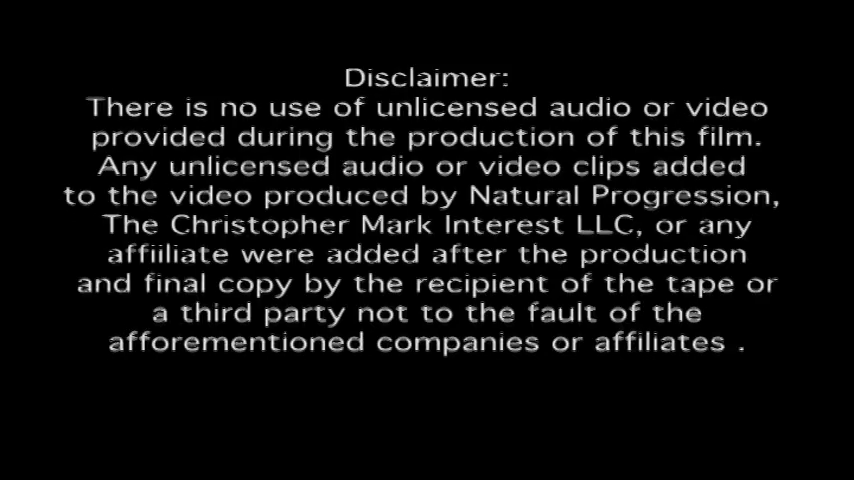 Disclaimer:
There is no use of unlicensed audio or video
provided during the production of this film.
Any unlicensed audio or video clips added
to the video produced by Natural Progression,
The Christopher Mark Interest LLC, or any
affiiliate were added after the production
and final copy by the recipient of the tape or
a third party not to the fault of the
afforementioned companies or affiliates .